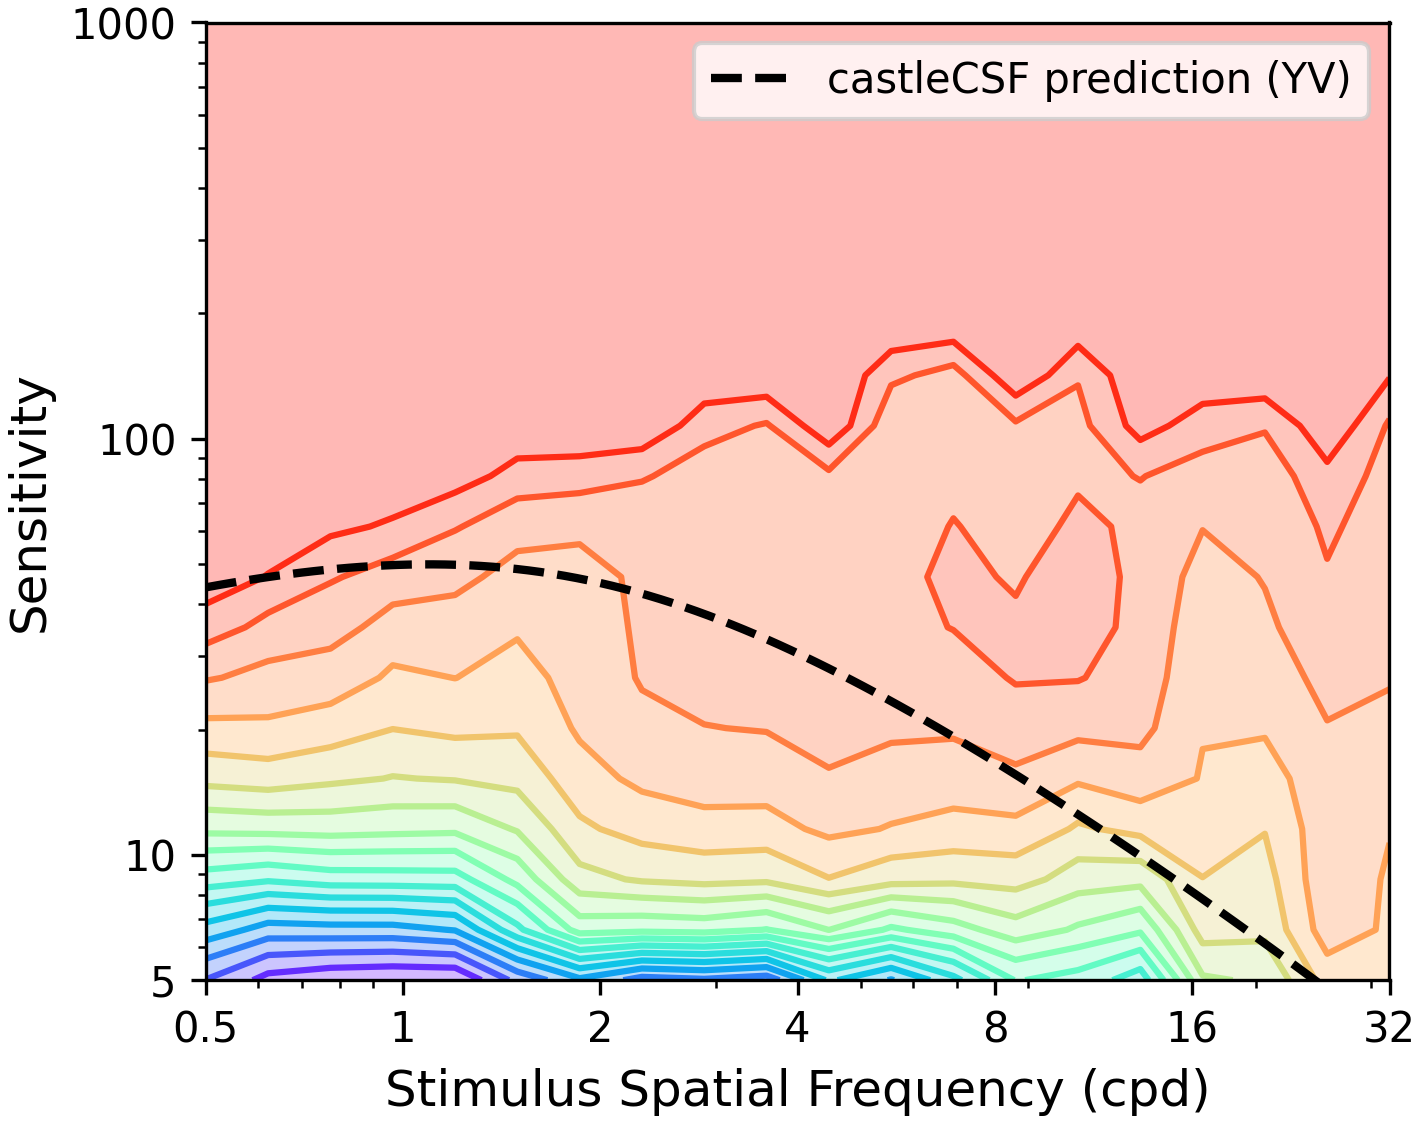 1000
100
10
5
Sensitivity
castleCSF prediction (YV)
0.5 1 2 4 8 16 32
Stimulus Spatial Frequency (cpd)